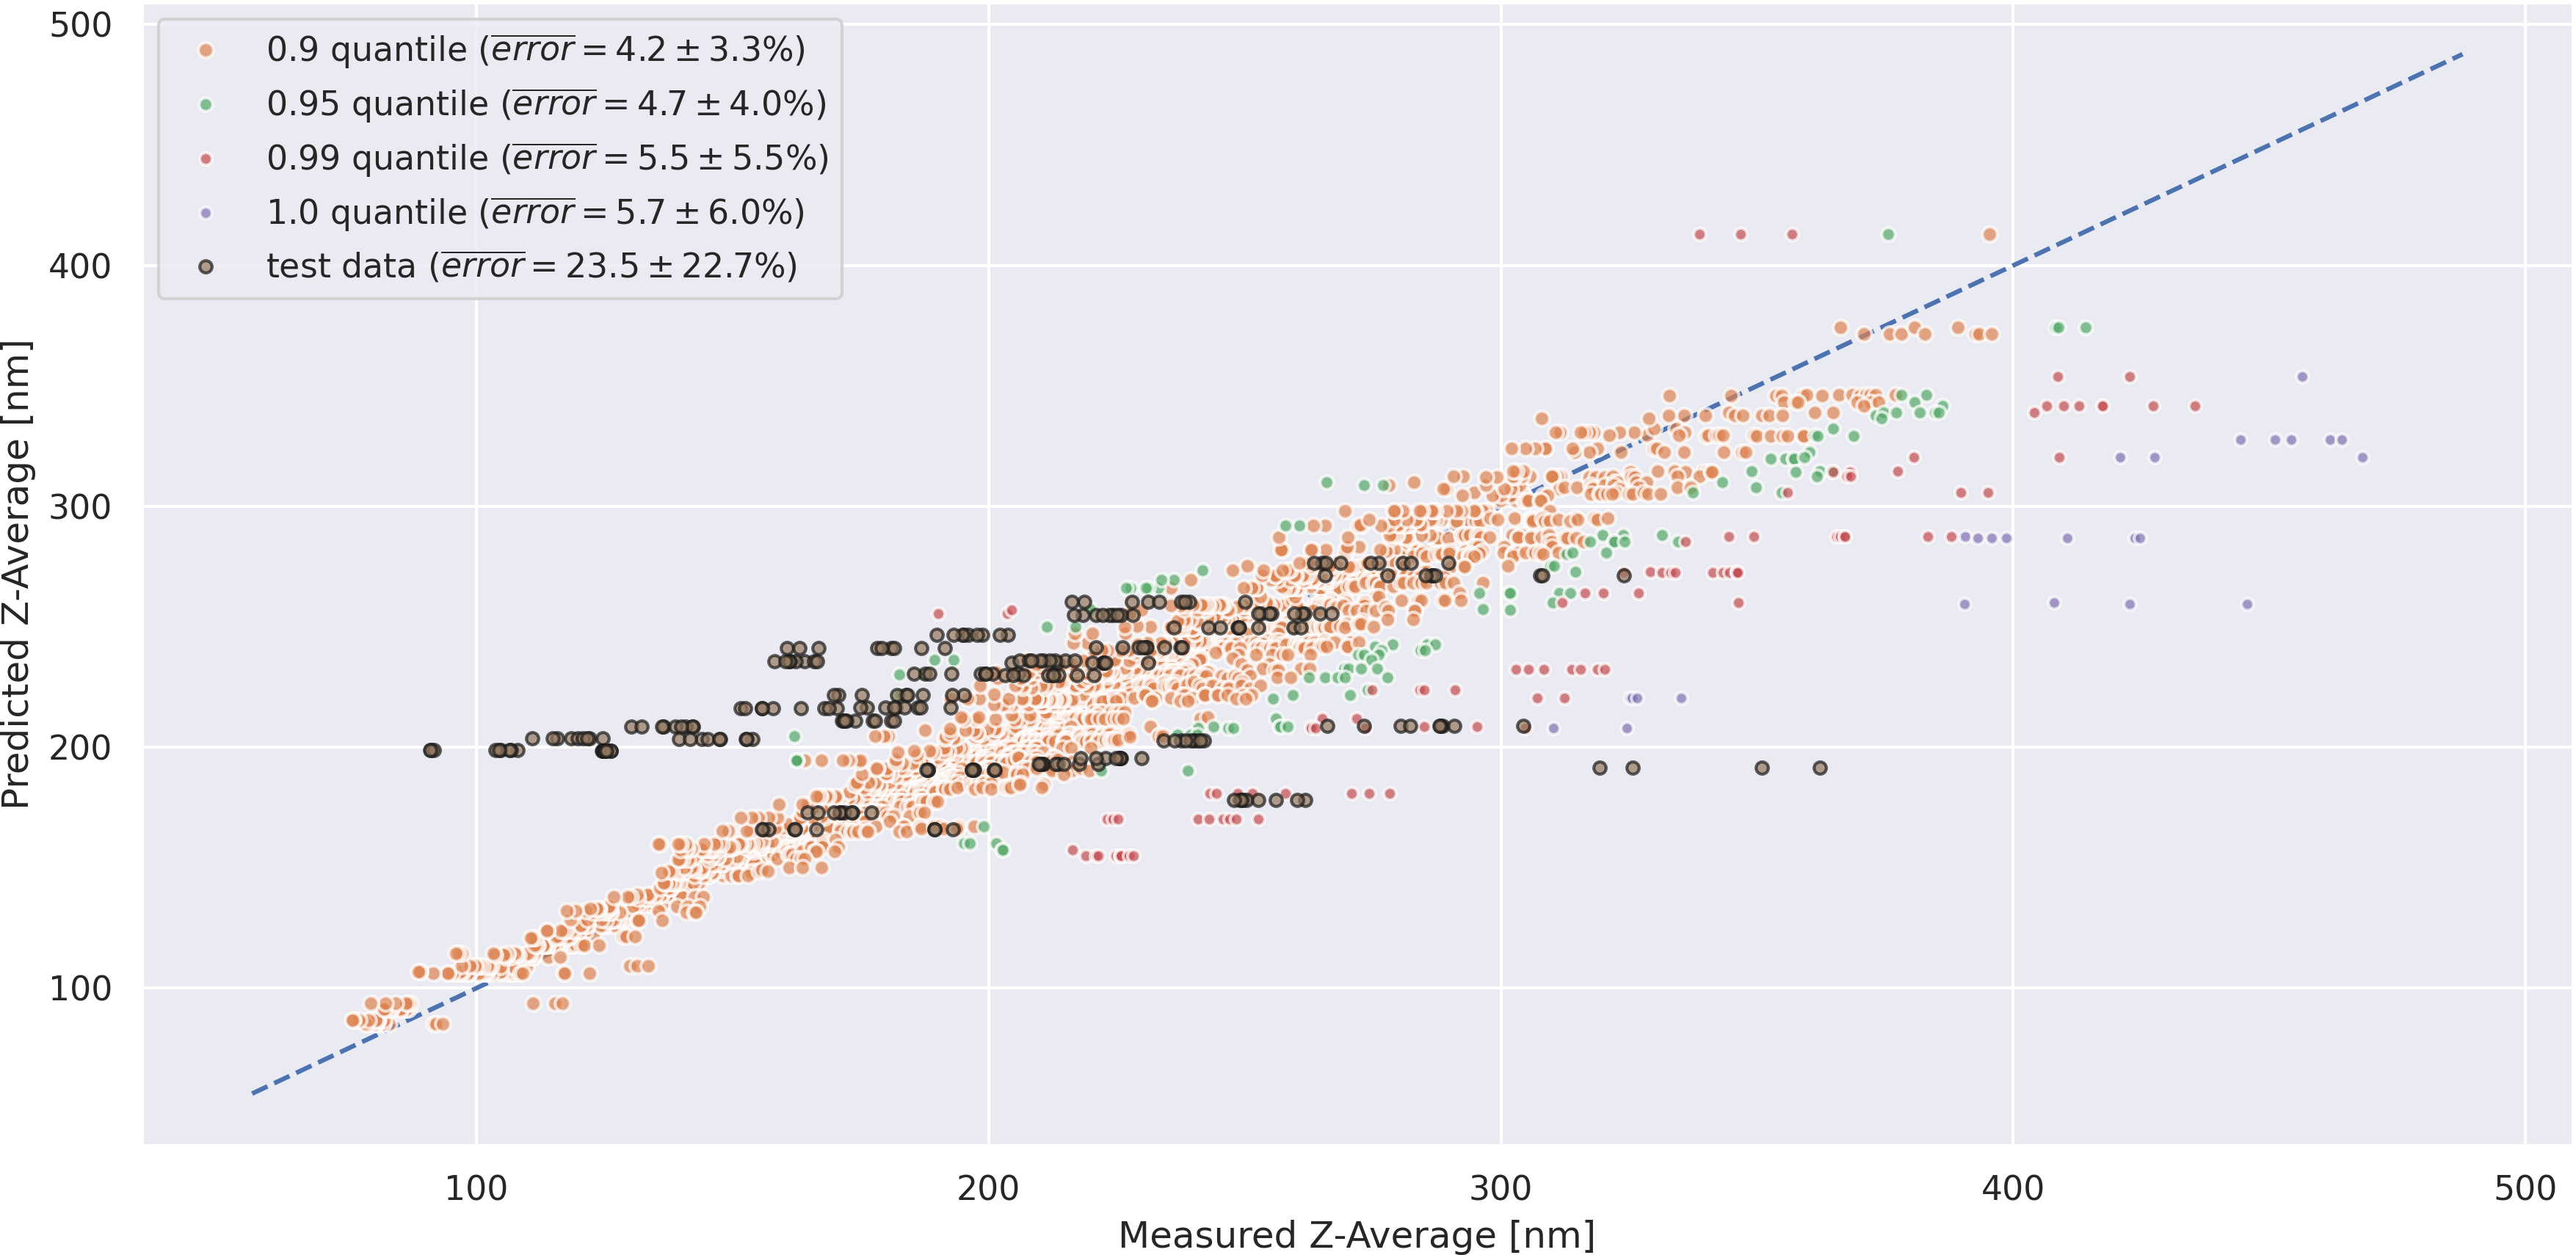 500
400
300
200
100
Predicted Z-Average [nm]
0.9 quantile (error = 4.2 ± 3.3%)
0.95 quantile (error = 4.7 ± 4.0%)
0.99 quantile (error = 5.5 ± 5.5%)
1.0 quantile (error = 5.7 ± 6.0%)
test data (error = 23.5 ± 22.7%)
100 200 300 400 500
Measured Z-Average [nm]